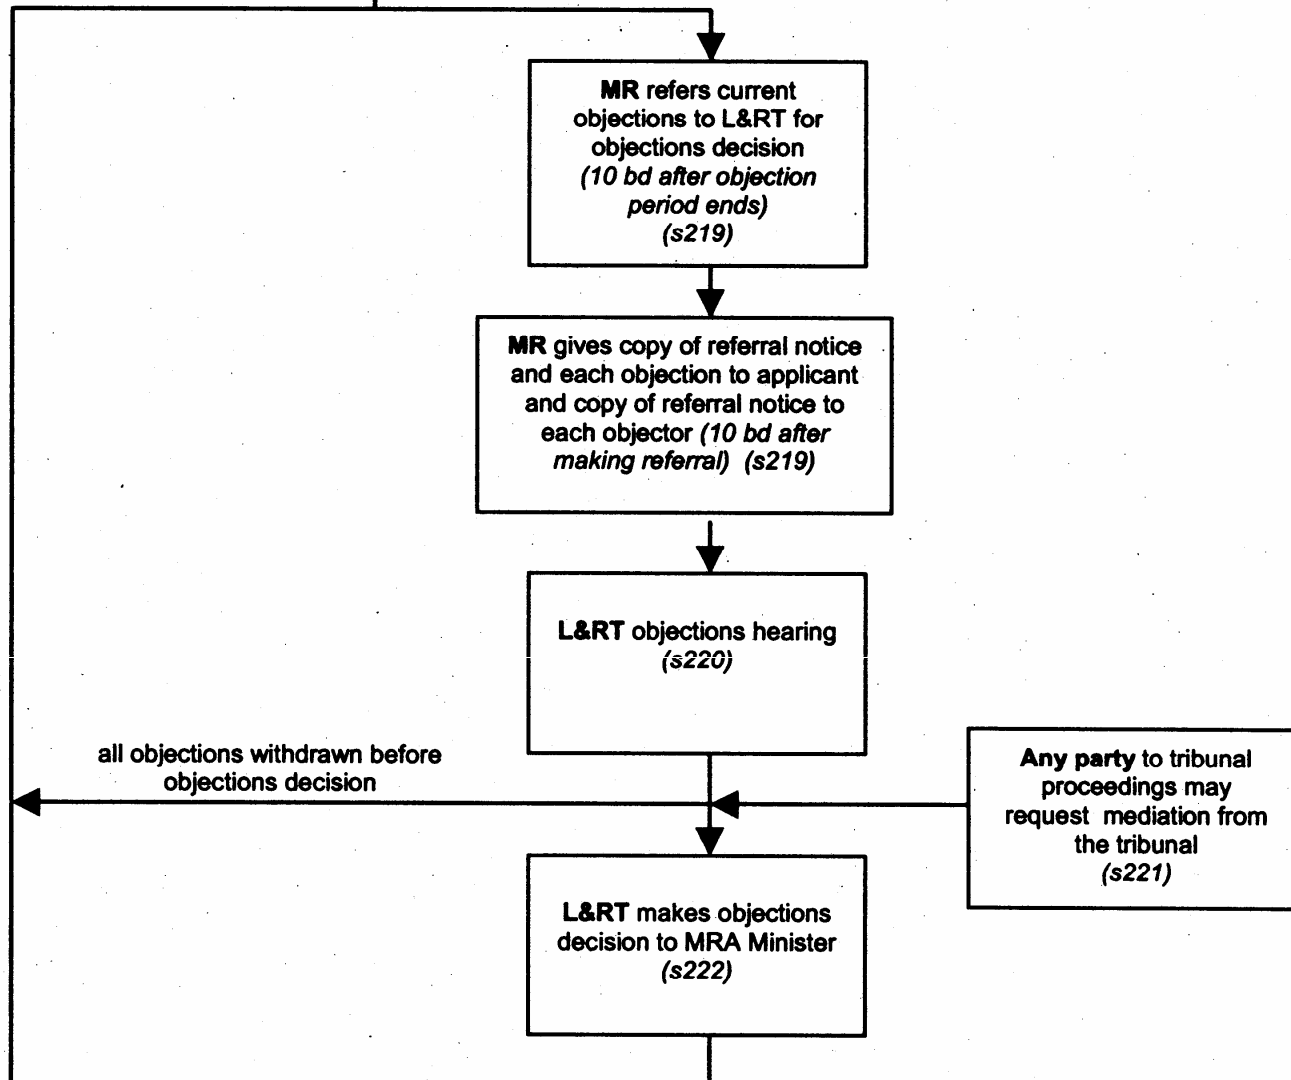 MR refers current
objections to L&RT for
objections decision
(10 bd after objection
period ends)
(s219)
MR gives copy of referral notice
and each objection to applicant
and copy of referral notice to
each objector (10 bd after
making referral) (s219)
L&RT objections hearing
(s220)
all objections withdrawn before
objections decision
Any party to tribunal
proceedings may
request mediation from
the tribunal
(s221)
L&RT makes objections
decision to MRA Minister
(s222)